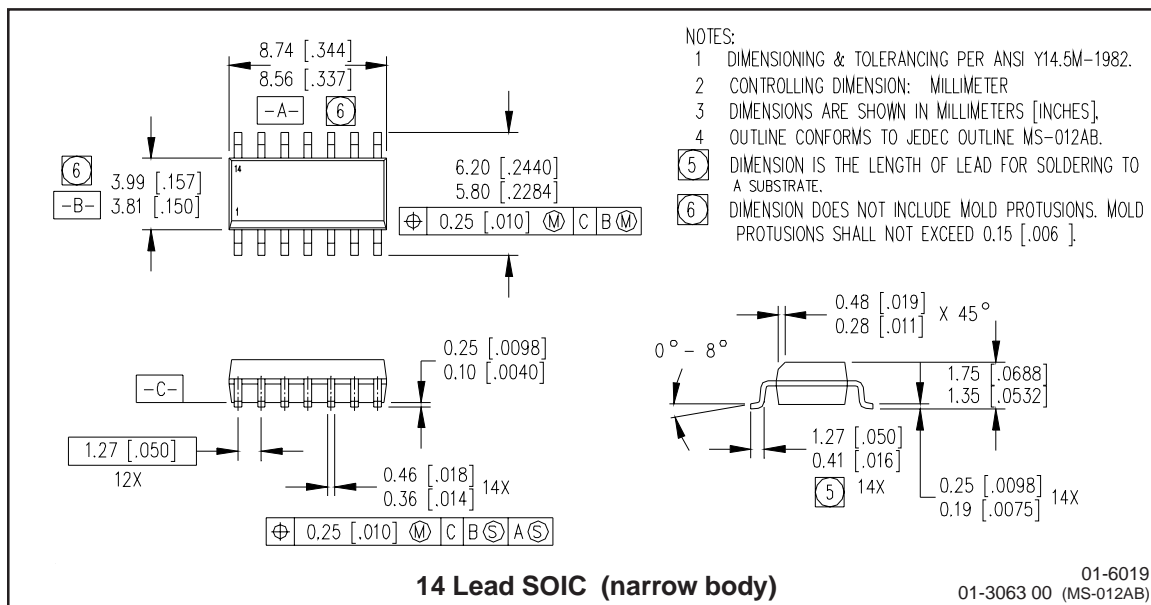 8.74 [.344]
8.56 [.337]
-A- 6
14
1
6
3.99 [.157]
-B- 3.81 [.150]
6.20 [.2440]
5.80 [.2284]
⌖ 0.25 [.010] Ⓜ C B Ⓜ
NOTES:
1 DIMENSIONING & TOLERANCING PER ANSI Y14.5M-1982.
2 CONTROLLING DIMENSION: MILLIMETER
3 DIMENSIONS ARE SHOWN IN MILLIMETERS [INCHES].
4 OUTLINE CONFORMS TO JEDEC OUTLINE MS-012AB.
5 DIMENSION IS THE LENGTH OF LEAD FOR SOLDERING TO
A SUBSTRATE.
6 DIMENSION DOES NOT INCLUDE MOLD PROTUSIONS. MOLD
PROTUSIONS SHALL NOT EXCEED 0.15 [.006 ].
-C-
0.25 [.0098]
0.10 [.0040]
1.27 [.050]
12X
0.46 [.018]
0.36 [.014] 14X
⌖ 0.25 [.010] Ⓜ C B Ⓢ A Ⓢ
0.48 [.019]
0.28 [.011] X 45°
0° - 8°
1.75 [.0688]
1.35 [.0532]
1.27 [.050]
0.41 [.016]
5 14X
0.25 [.0098]
0.19 [.0075] 14X
14 Lead SOIC (narrow body)
01-6019
01-3063 00 (MS-012AB)